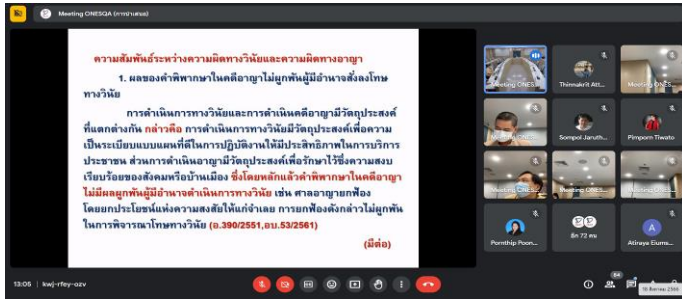 Meeting ONESQA (การนำเสนอ)
ความสัมพันธ์ระหว่างความผิดทางวินัยและความผิดทางอาญา
1. ผลของคำพิพากษาในคดีอาญาไม่ผูกพันผู้มีอำนาจสั่งลงโทษ
ทางวินัย
การดำเนินการทางวินัยและการดำเนินคดีอาญามีวัตถุประสงค์
ที่แตกต่างกัน กล่าวคือ การดำเนินการทางวินัยมีวัตถุประสงค์เพื่อความ
เป็นระเบียบแบบแผนที่ดีในการปฏิบัติงานให้มีประสิทธิภาพในการบริการ
ประชาชน ส่วนการดำเนินอาญามีวัตถุประสงค์เพื่อรักษาไว้ซึ่งความสงบ
เรียบร้อยของสังคมหรือบ้านเมือง ซึ่งโดยหลักแล้วคำพิพากษาในคดีอาญา
ไม่มีผลผูกพันผู้มีอำนาจดำเนินการทางวินัย เช่น ศาลอาญายกฟ้อง
โดยยกประโยชน์แห่งความสงสัยให้แก่จำเลย การยกฟ้องดังกล่าวไม่ผูกพัน
ในการพิจารณาโทษทางวินัย (อ.390/2551,อบ.53/2561)
(มีต่อ)
Meeting ONES...
Thinnakrit Att...
Meeting ONES...
Meeting ONES...
Sompol Jaruth...
Pimporn Tiwato
Meeting ONES...
Meeting ONES...
Meeting ONES...
Pornthip Poon...
อีก 72 คน
A
Atiraya Eiums...
13:05 | kwj-rfey-azv
84